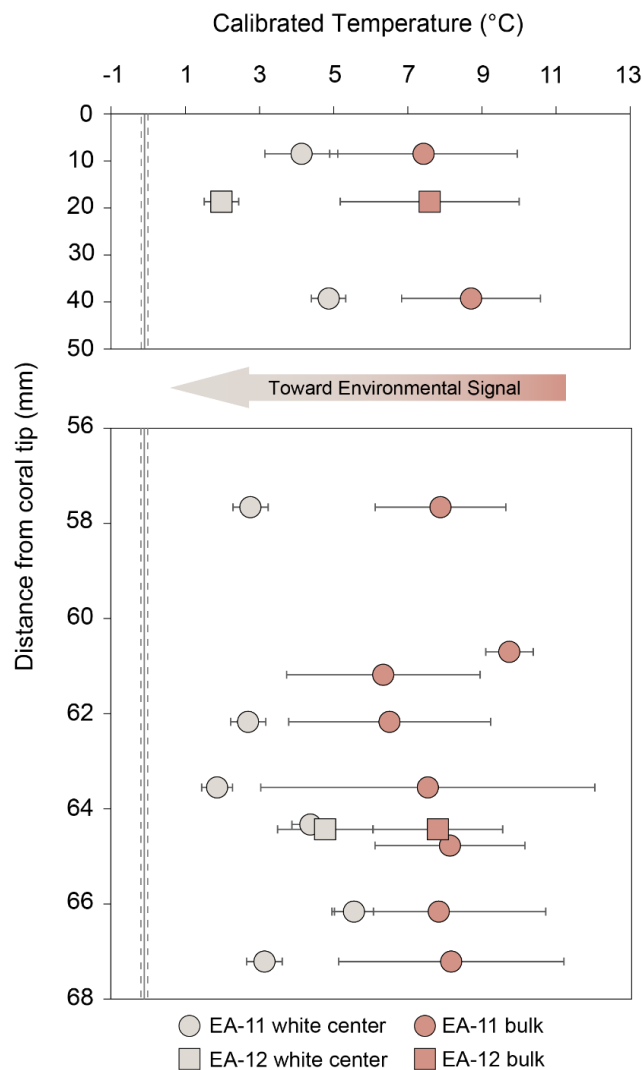 Calibrated Temperature (°C)
-1 1 3 5 7 9 11 13
0
10
20
30
40
50
Toward Environmental Signal
Distance from coral tip (mm)
56
58
60
62
64
66
68
EA-11 white center EA-11 bulk
EA-12 white center EA-12 bulk